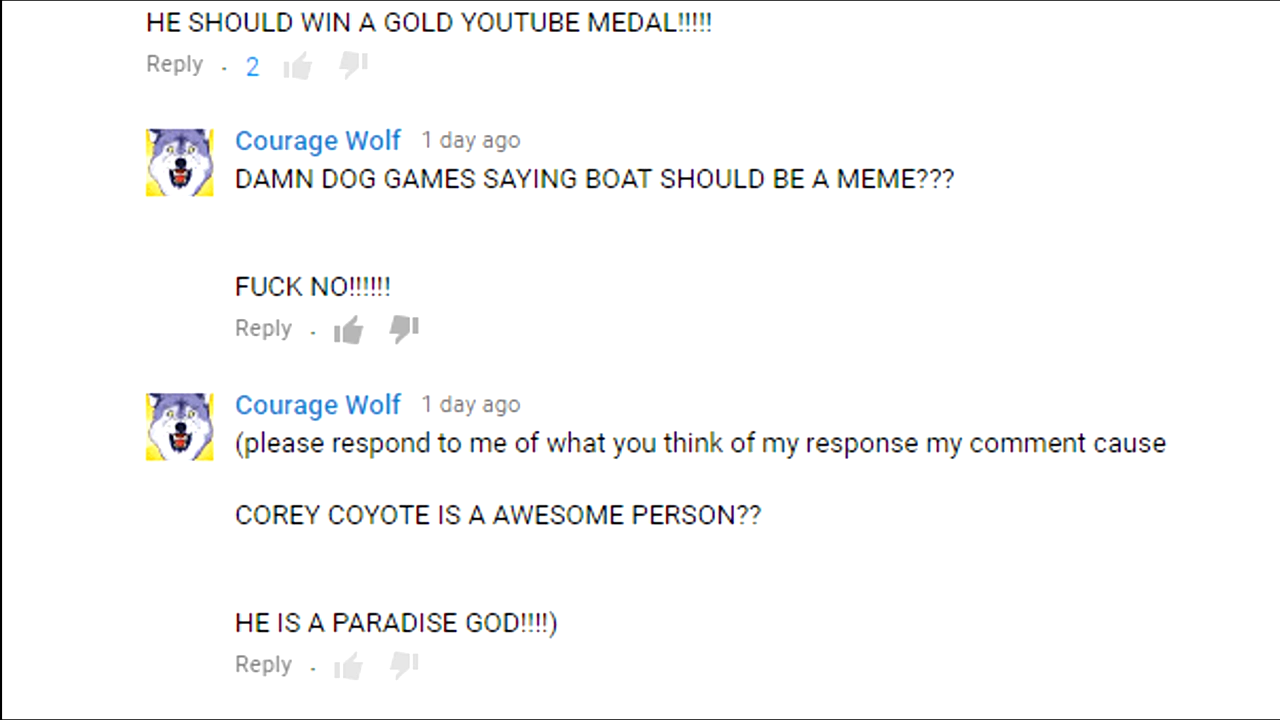 HE SHOULD WIN A GOLD YOUTUBE MEDAL!!!!!
Reply . 2
Courage Wolf 1 day ago
DAMN DOG GAMES SAYING BOAT SHOULD BE A MEME???
FUCK NO!!!!!!
Reply .
Courage Wolf 1 day ago
(please respond to me of what you think of my response my comment cause
COREY COYOTE IS A AWESOME PERSON??
HE IS A PARADISE GOD!!!!)
Reply .